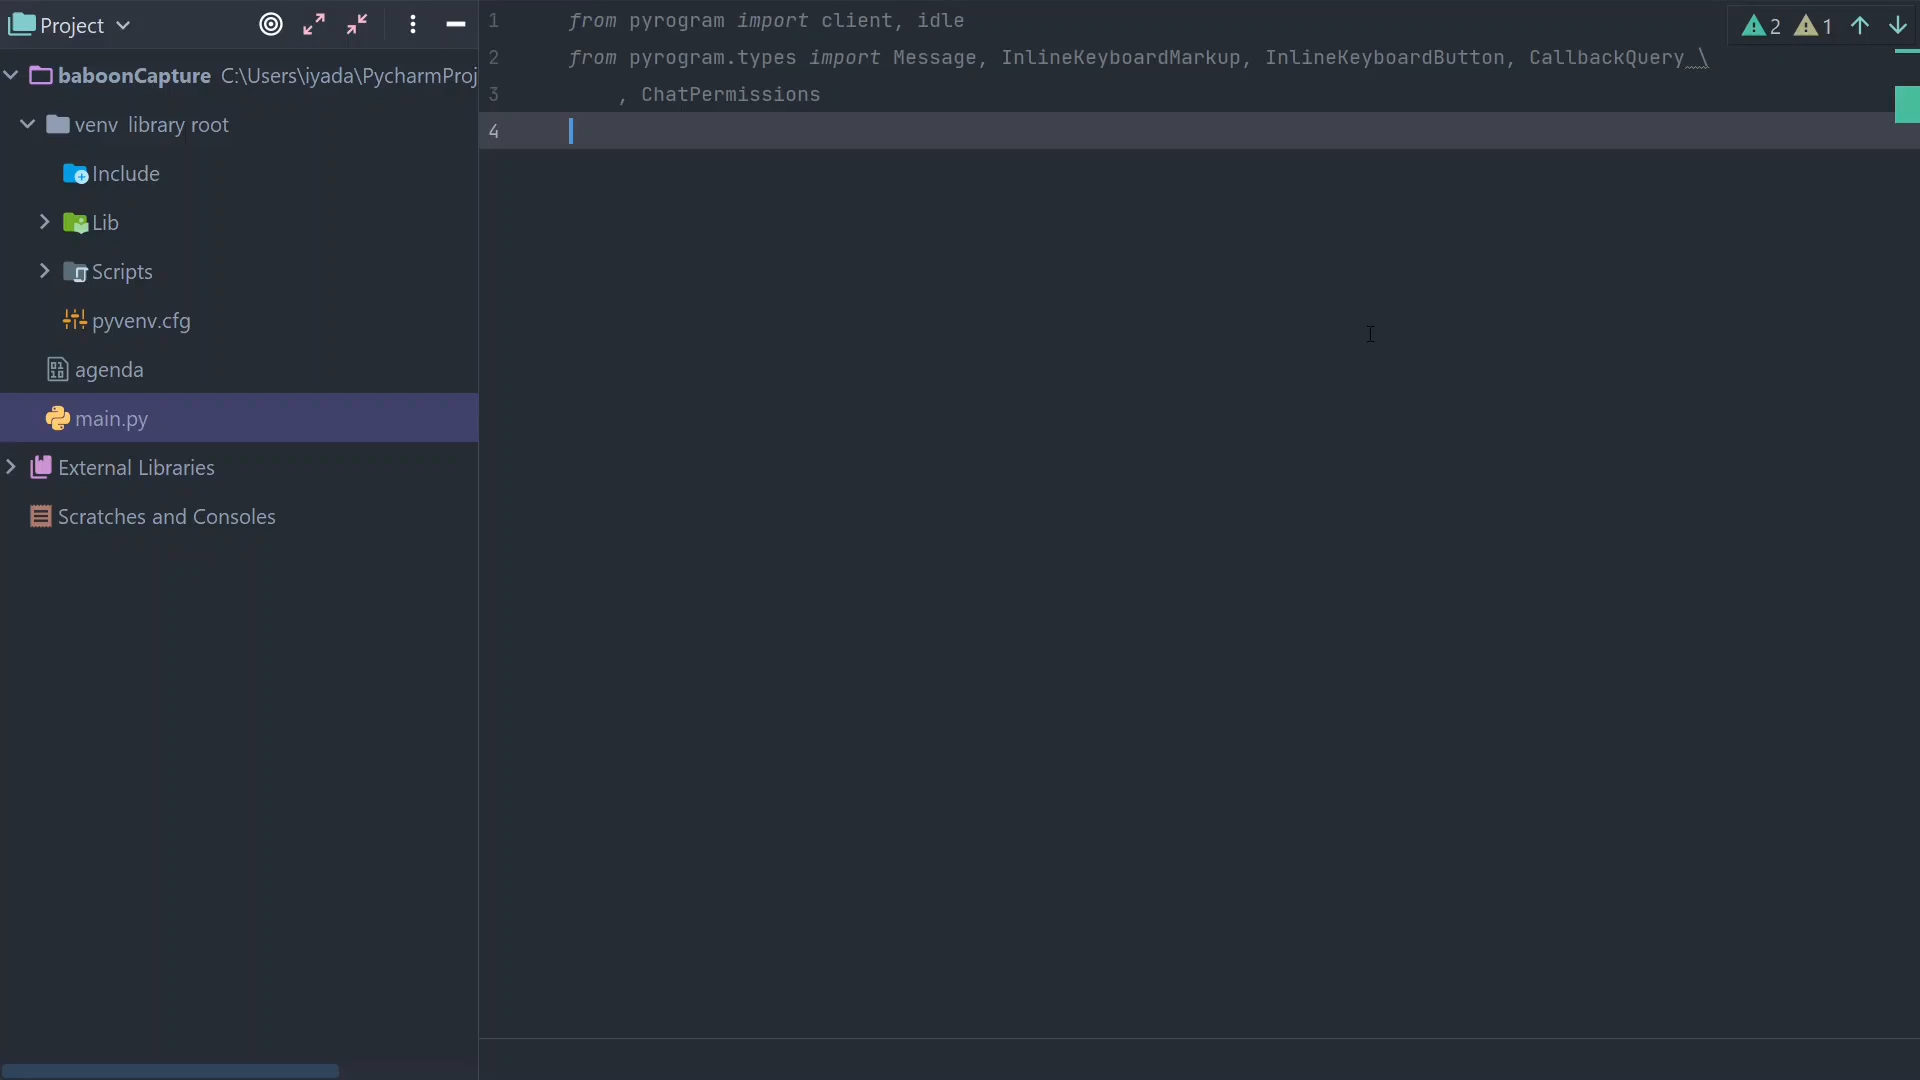 Project
baboonCapture C:\Users\iyada\PycharmProj
venv library root
Include
Lib
Scripts
pyvenv.cfg
agenda
main.py
External Libraries
Scratches and Consoles
1 from pyrogram import client, idle
2 from pyrogram.types import Message, InlineKeyboardMarkup, InlineKeyboardButton, CallbackQuery \
3 , ChatPermissions
4
2 1